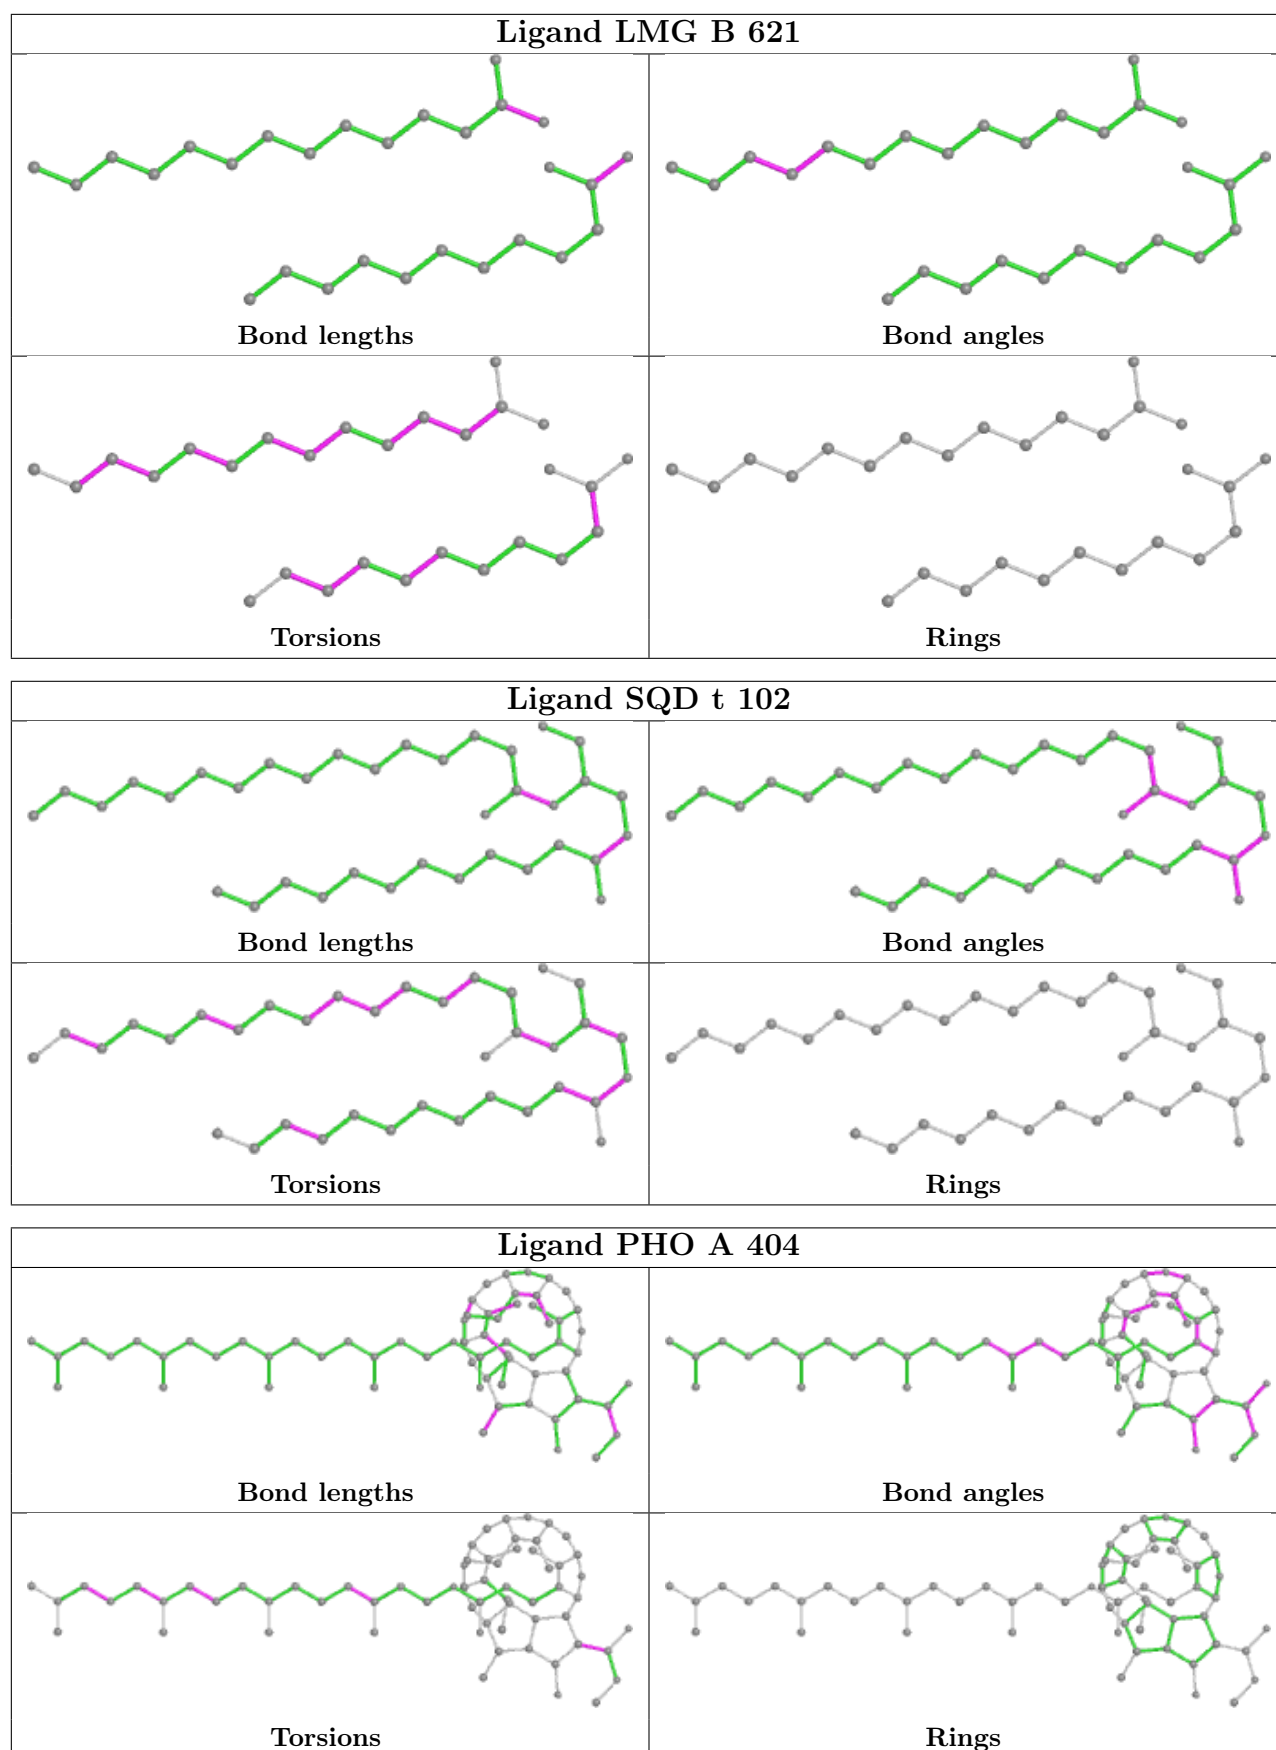 Ligand LMG B 621
Bond lengths
Bond angles
Torsions
Rings
Ligand SQD t 102
Bond lengths
Bond angles
Torsions
Rings
Ligand PHO A 404
Bond lengths
Bond angles
Torsions
Rings